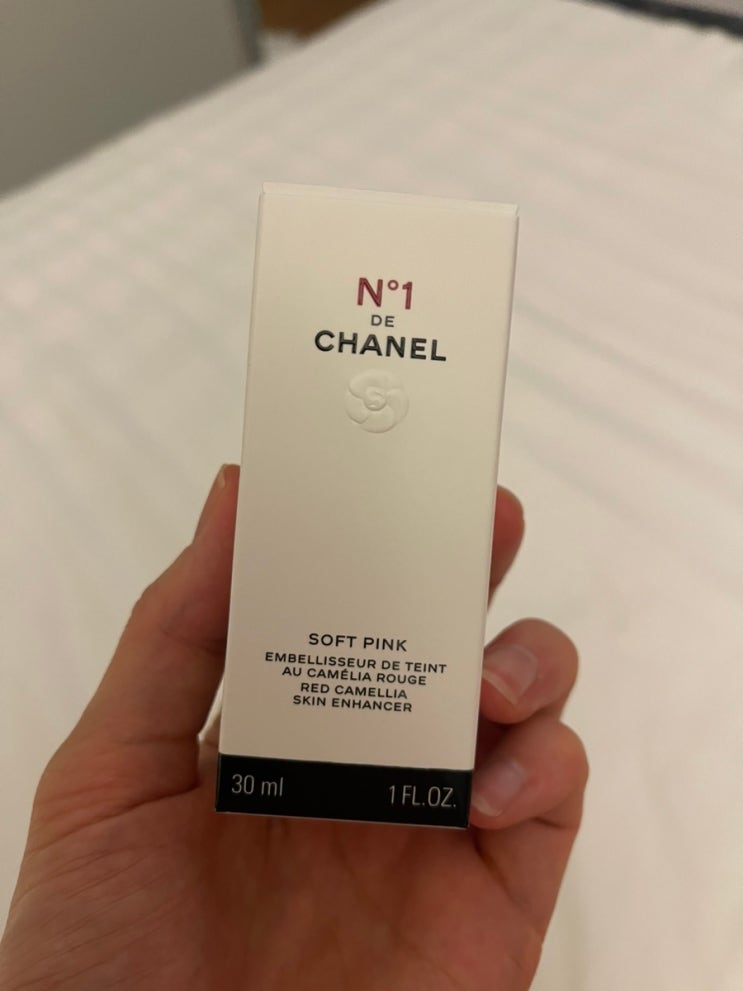 N°1
DE
CHANEL
SOFT PINK
EMBELLISSEUR DE TEINT
AU CAMÉLIA ROUGE
RED CAMELLIA
SKIN ENHANCER
30 ml 1 FL.OZ.